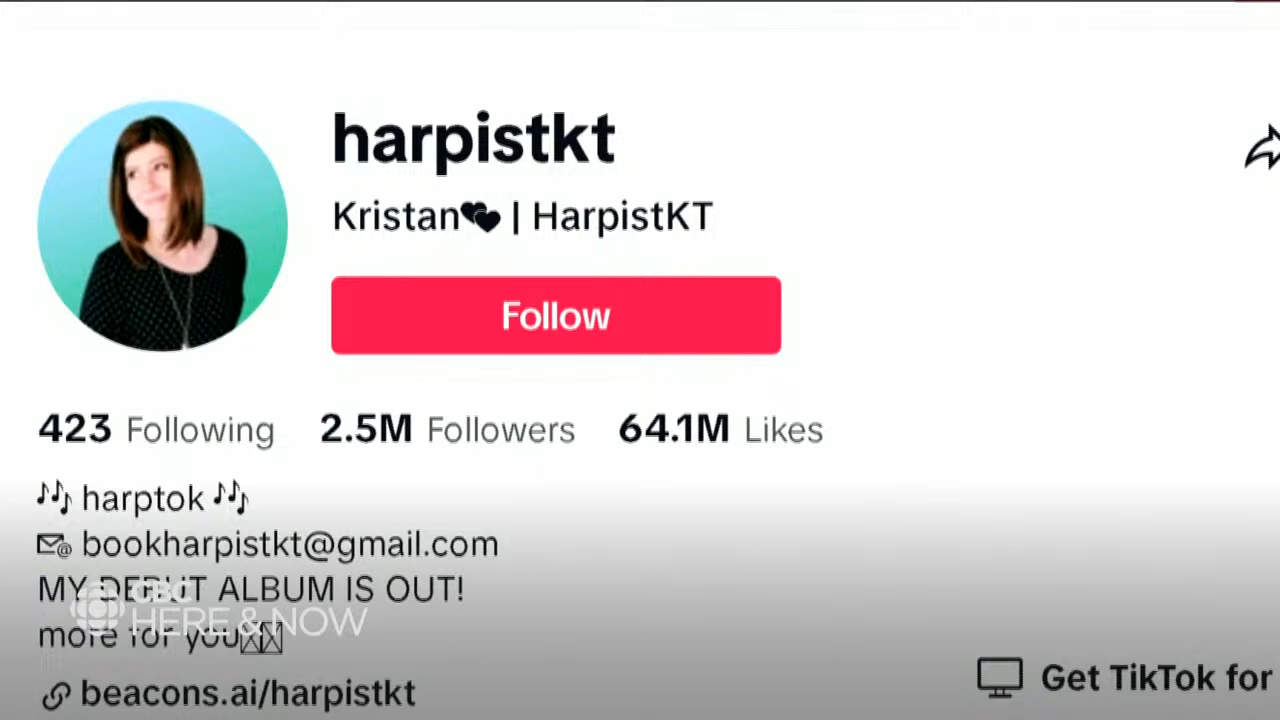 harpistkt
Kristan🖤🖤 | HarpistKT
Follow
423 Following 2.5M Followers 64.1M Likes
🎶 harptok 🎶
📧 bookharpistkt@gmail.com
MY DEBUT ALBUM IS OUT!
more for you
CBC
HERE & NOW
beacons.ai/harpistkt
Get TikTok for